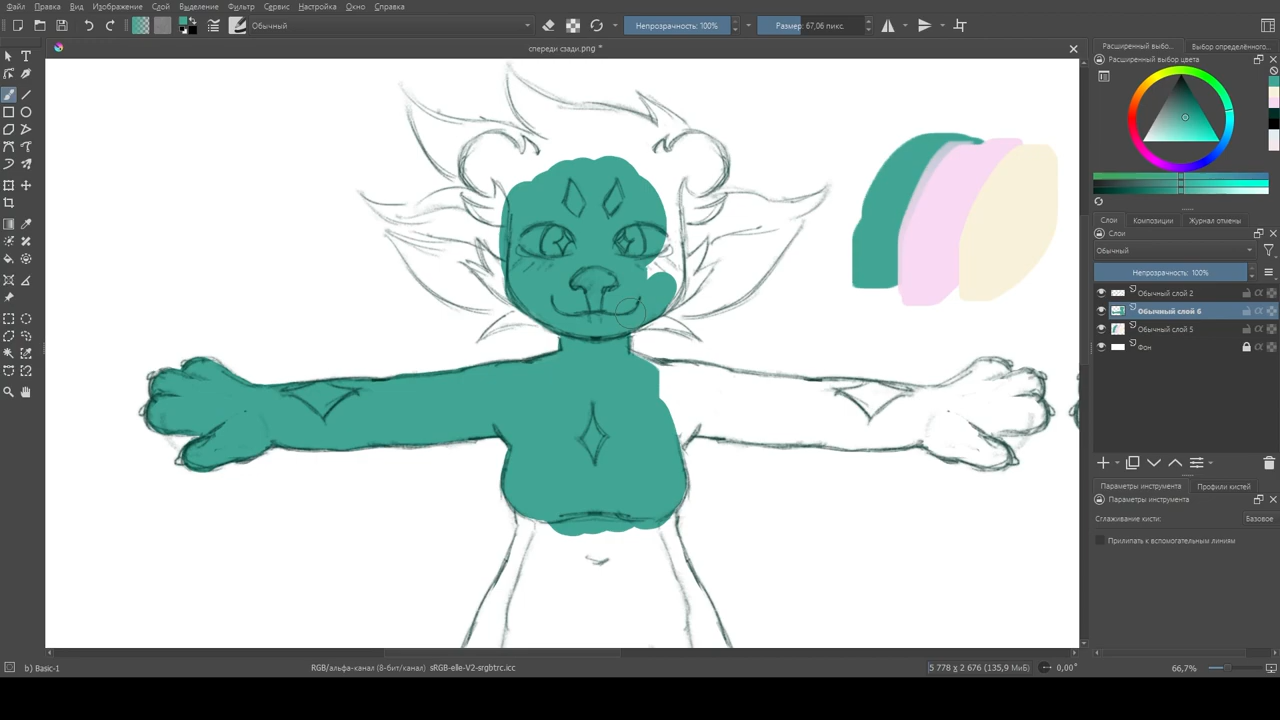 Файл Правка Вид Изображение Слой Выделение Фильтр Сервис Настройка Окно Справка
Обычный
Непрозрачность: 100%
Размер: 67,06 пикс.
спереди сзади.png *
Расширенный выбо...
Выбор определённого...
Расширенный выбор цвета
Слои Композиции Журнал отмены
Слои
Обычный
Непрозрачность: 100%
Обычный слой 2
Обычный слой 6
Обычный слой 5
Фон
Параметры инструмента Профили кистей
Параметры инструмента
Сглаживание кисти: Базовое
Прилипать к вспомогательным линиям
b) Basic-1
RGB/альфа-канал (8-бит/канал) sRGB-elle-V2-srgbtrc.icc
5 778 x 2 676 (135,9 МиБ)
0,00°
66,7%